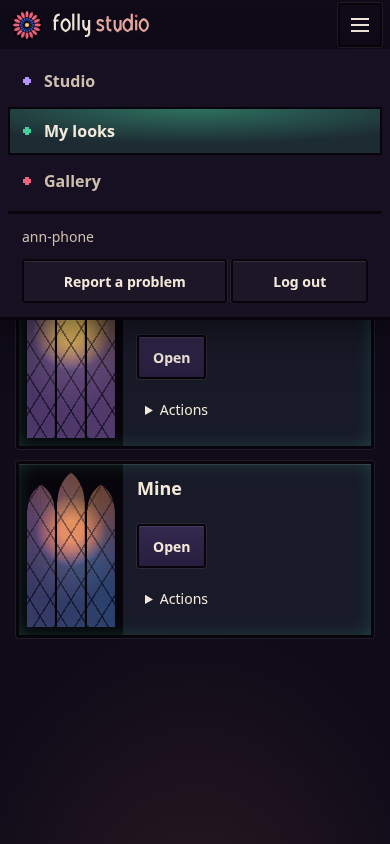 folly studio
Studio
My looks
Gallery
ann-phone
Report a problem
Log out
Open
Actions
Mine
Open
Actions